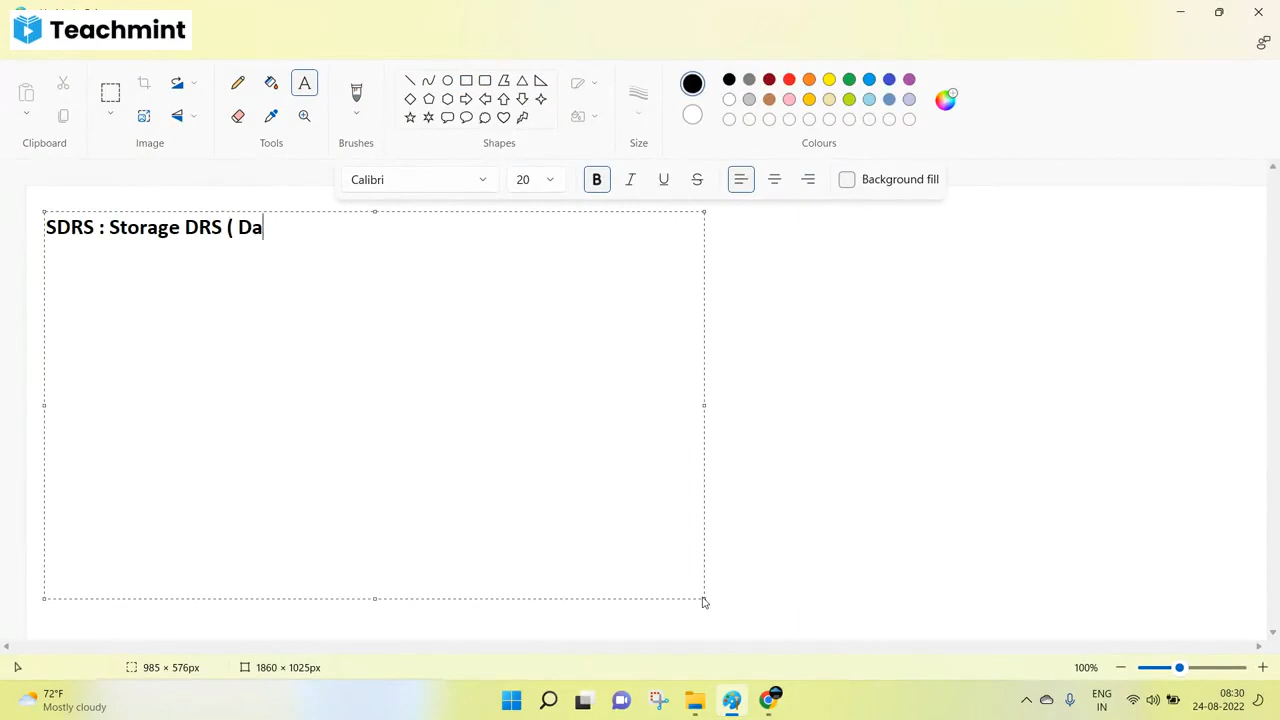 Teachmint
Clipboard
Image
Tools
Brushes
Shapes
Size
Colours
Calibri
20
B
Background fill
SDRS : Storage DRS ( Da
985 × 576px
1860 × 1025px
100%
72°F
Mostly cloudy
ENG
IN
08:30
24-08-2022